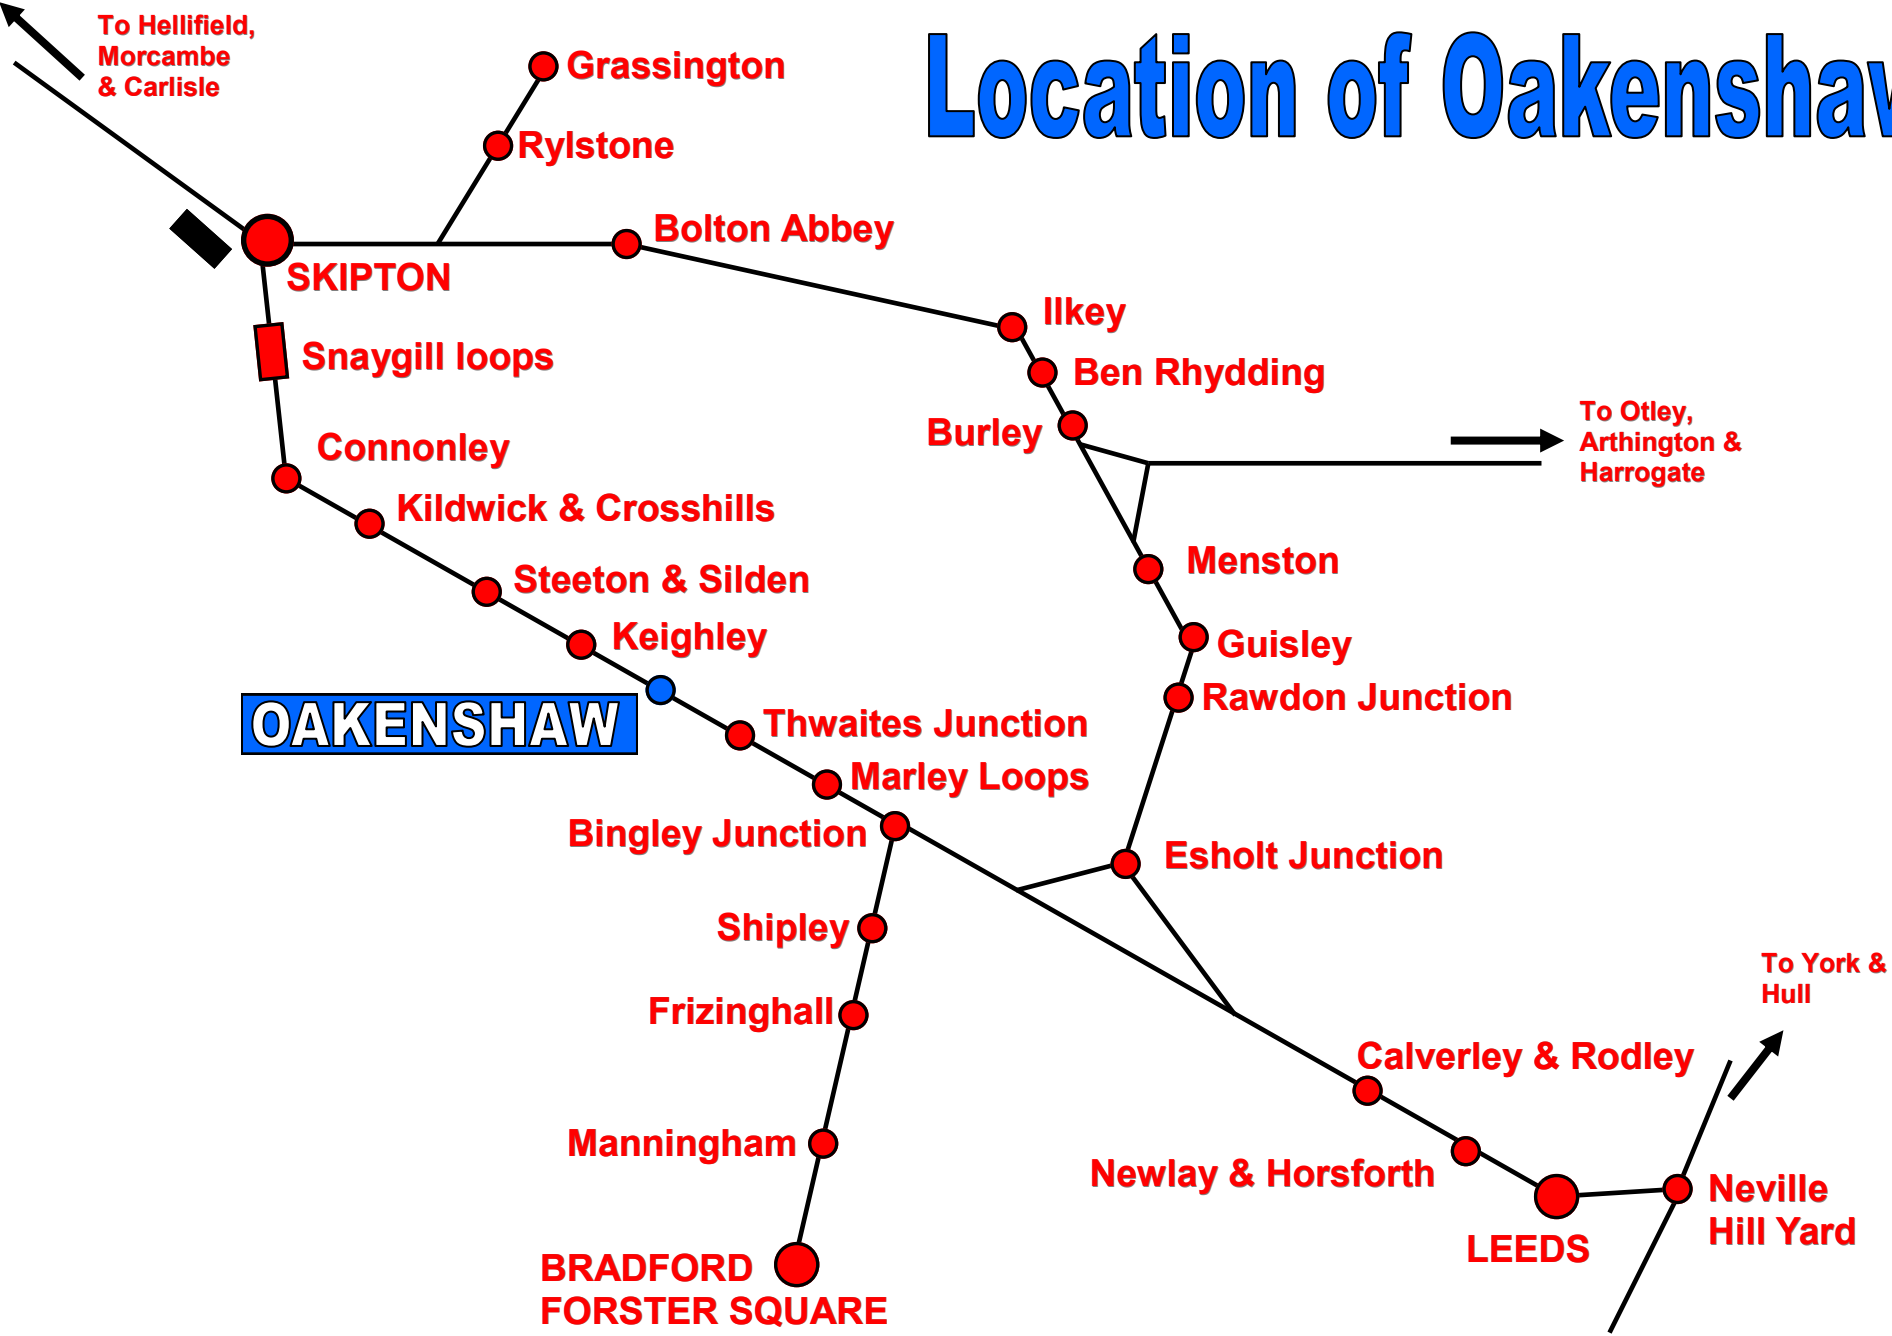 To Hellifield,
Morcambe
& Carlisle
Grassington
Location of Oakenshaw
Rylstone
Bolton Abbey
SKIPTON
Ilkey
Snaygill loops
Ben Rhydding
Burley
To Otley,
Arthington &
Harrogate
Connonley
Kildwick & Crosshills
Menston
Steeton & Silden
Keighley
Guisley
Rawdon Junction
OAKENSHAW
Thwaites Junction
Marley Loops
Bingley Junction
Esholt Junction
Shipley
To York &
Hull
Frizinghall
Calverley & Rodley
Manningham
Newlay & Horsforth
Neville
Hill Yard
LEEDS
BRADFORD
FORSTER SQUARE